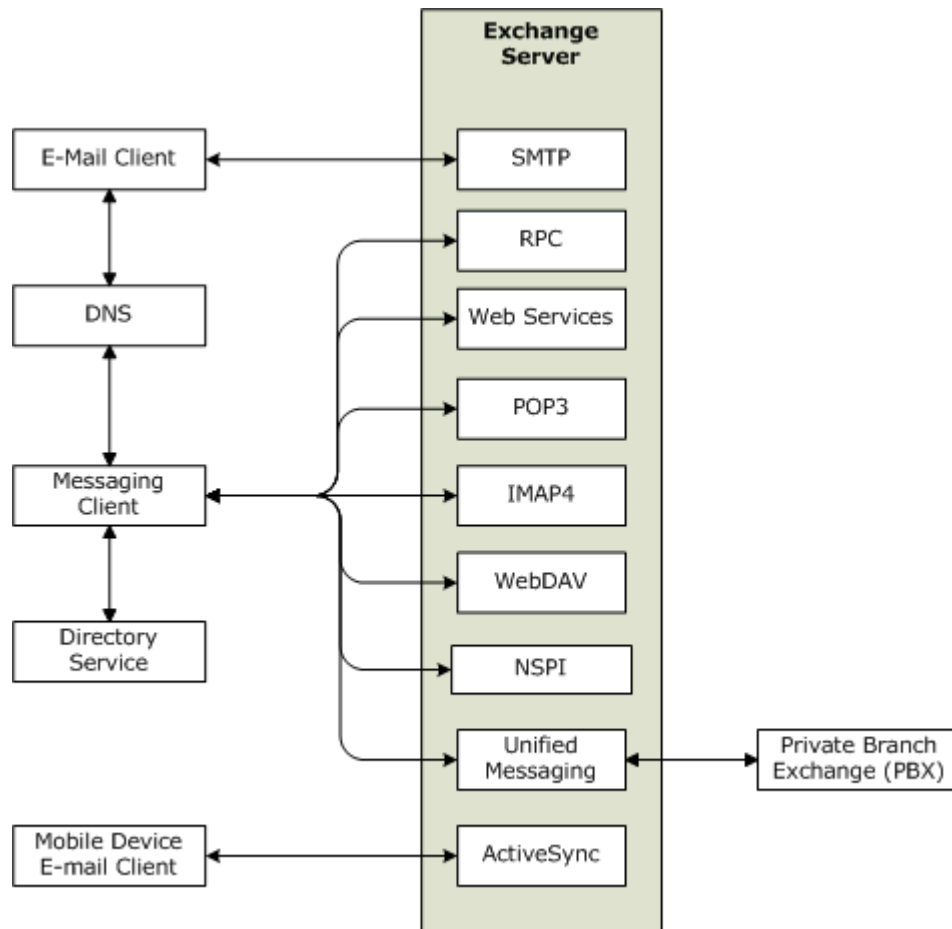 Exchange
Server
E-Mail Client
SMTP
RPC
DNS
Web Services
POP3
Messaging
Client
IMAP4
WebDAV
Directory
Service
NSPI
Unified
Messaging
Private Branch
Exchange (PBX)
Mobile Device
E-mail Client
ActiveSync